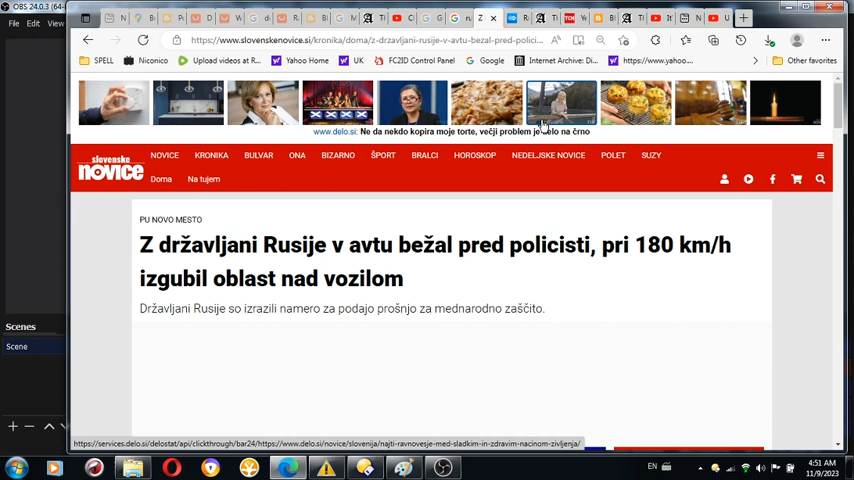 OBS 24.0.3 (64-
File Edit View
https://www.slovenskenovice.si/kronika/doma/z-drzavljani-rusije-v-avtu-bezal-pred-polici...
SPELL Niconico Upload videos at R... Yahoo Home UK FC2ID Control Panel Google Internet Archive: Di... https://www.yahoo.... Other favorites
www.delo.si: Ne da nekdo kopira moje torte, večji problem je delo na črno
slovenske novice
NOVICE KRONIKA BULVAR ONA BIZARNO ŠPORT BRALCI HOROSKOP NEDELJSKE NOVICE POLET SUZY
Doma Na tujem
PU NOVO MESTO
Z državljani Rusije v avtu bežal pred policisti, pri 180 km/h
izgubil oblast nad vozilom
Državljani Rusije so izrazili namero za podajo prošnjo za mednarodno zaščito.
Scenes
Scene
https://services.delo.si/delostat/api/clickthrough/bar24/https://www.delo.si/novice/slovenija/najti-ravnovesje-med-sladkim-in-zdravim-nacinom-zivljenja/
EN
4:51 AM
11/9/2023